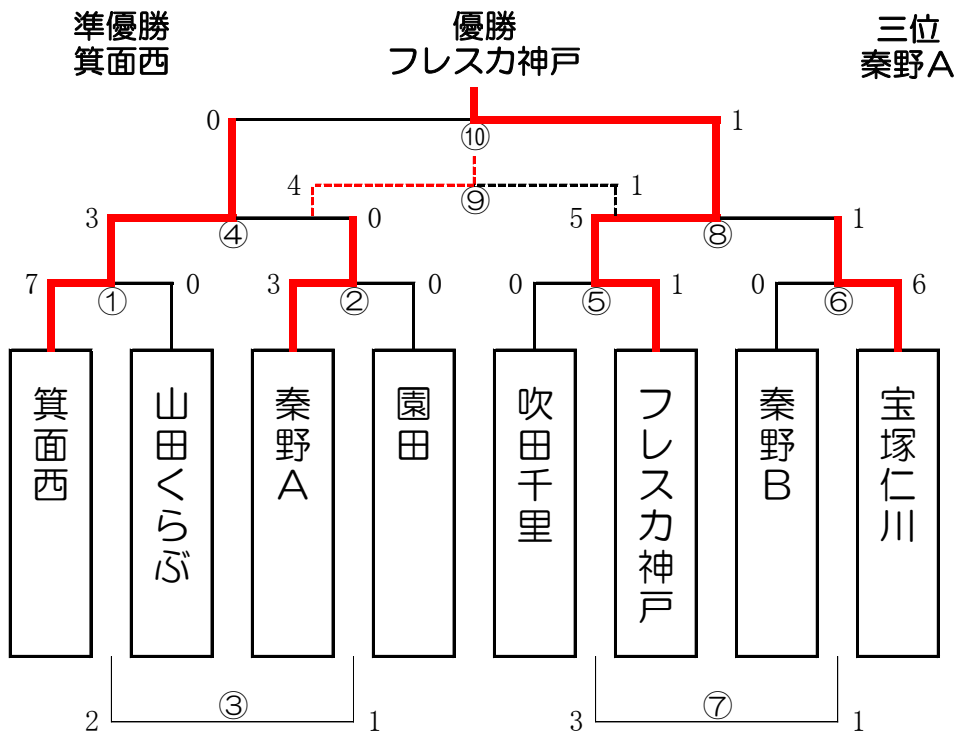 準優勝
箕面西
優勝
フレスカ神戸
三位
秦野A
0
1
⑩
4
1
⑨
3
0
5
1
④
⑧
7
0
3
0
0
1
0
6
①
②
⑤
⑥
箕面西
山田くらぶ
秦野A
園田
吹田千里
フレスカ神戸
秦野B
宝塚仁川
2
③
1
3
⑦
1